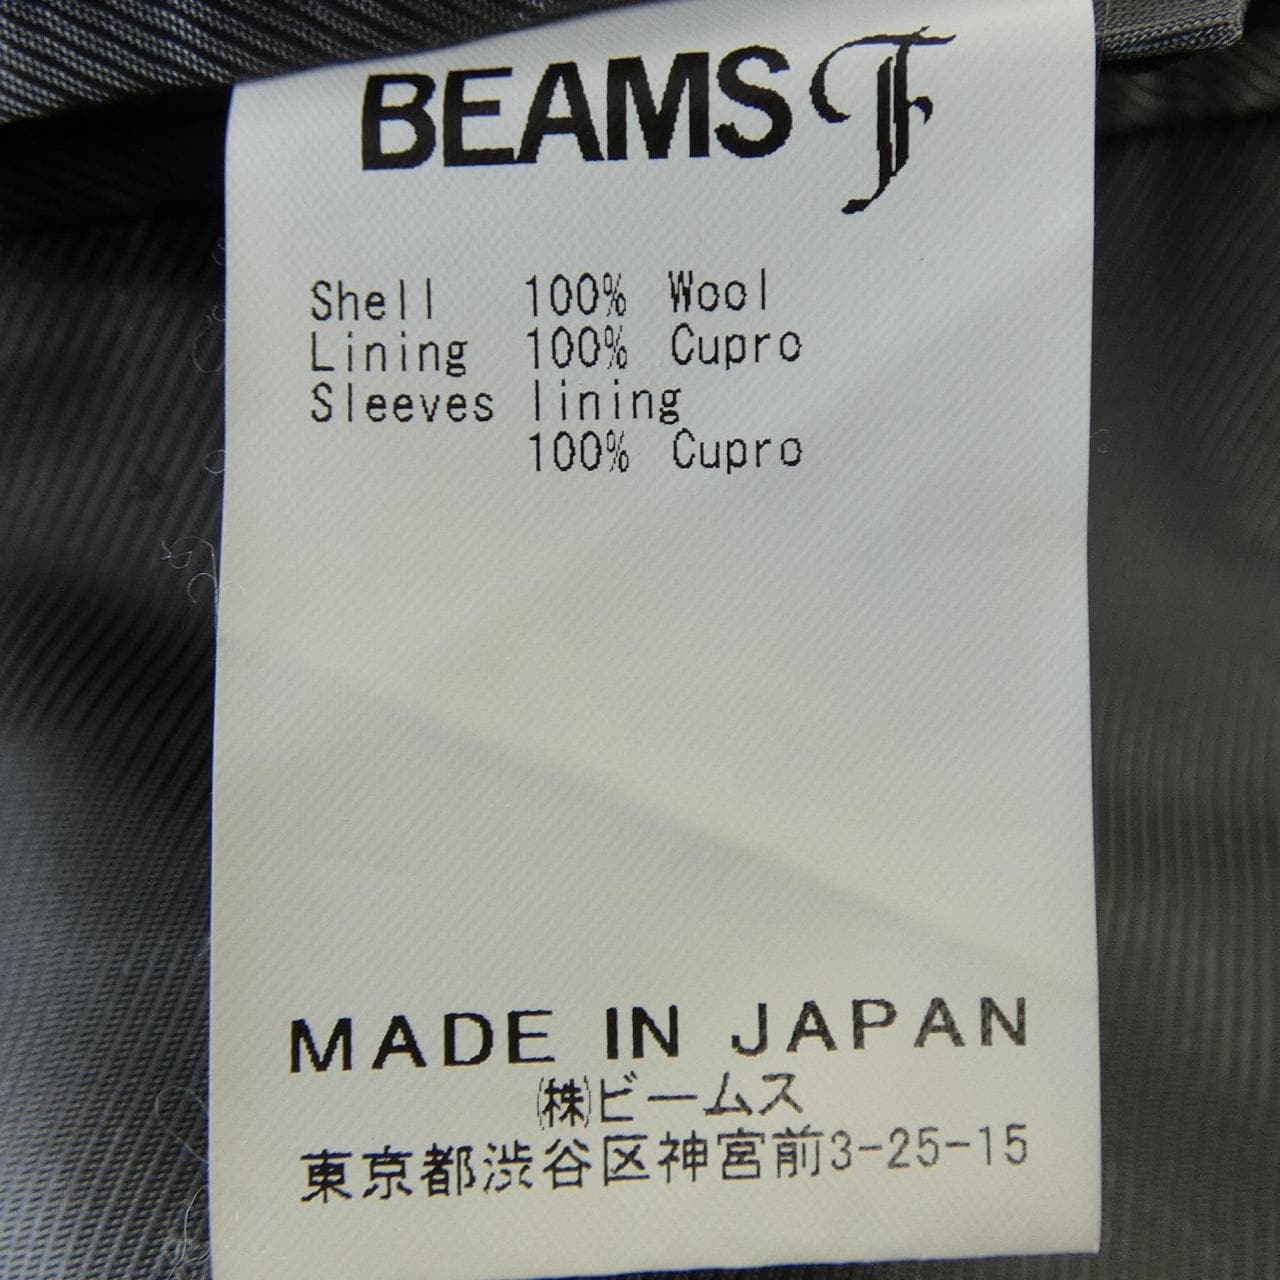 BEAMS F
Shell 100% Wool
Lining 100% Cupro
Sleeves lining
100% Cupro
MADE IN JAPAN
㈱ビームス
東京都渋谷区神宮前3-25-15